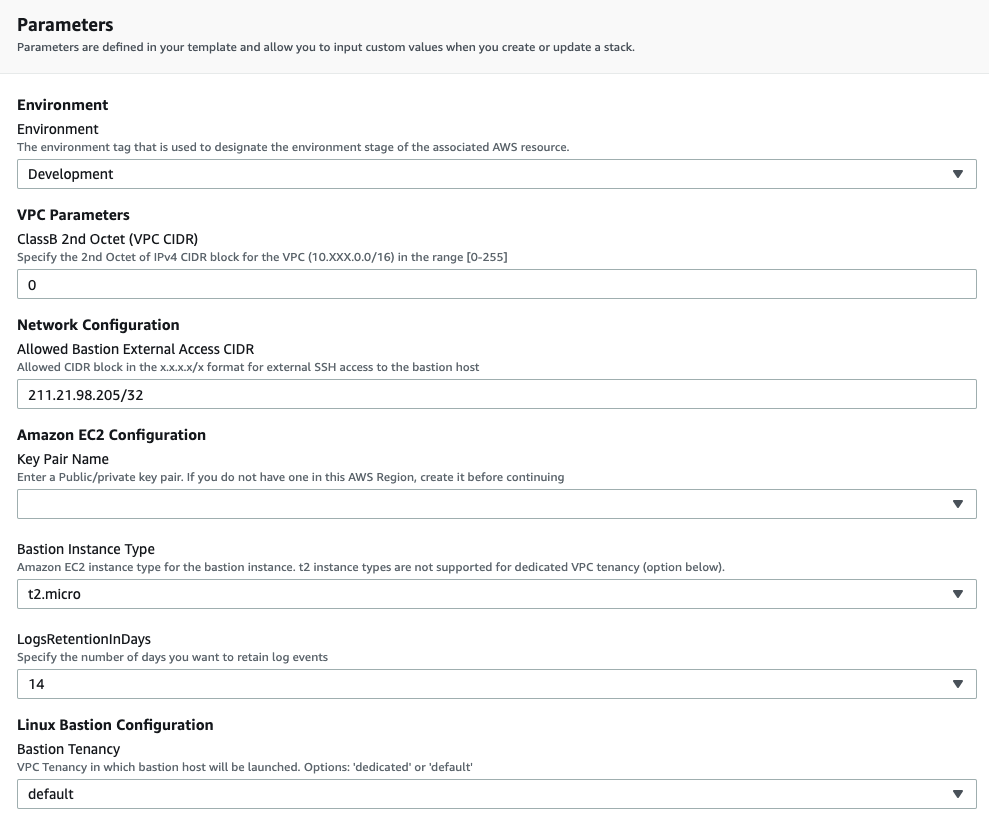 Parameters
Parameters are defined in your template and allow you to input custom values when you create or update a stack.
Environment
Environment
The environment tag that is used to designate the environment stage of the associated AWS resource.
Development
VPC Parameters
ClassB 2nd Octet (VPC CIDR)
Specify the 2nd Octet of IPv4 CIDR block for the VPC (10.XXX.0.0/16) in the range [0-255]
0
Network Configuration
Allowed Bastion External Access CIDR
Allowed CIDR block in the x.x.x.x/x format for external SSH access to the bastion host
211.21.98.205/32
Amazon EC2 Configuration
Key Pair Name
Enter a Public/private key pair. If you do not have one in this AWS Region, create it before continuing
Bastion Instance Type
Amazon EC2 instance type for the bastion instance. t2 instance types are not supported for dedicated VPC tenancy (option below).
t2.micro
LogsRetentionInDays
Specify the number of days you want to retain log events
14
Linux Bastion Configuration
Bastion Tenancy
VPC Tenancy in which bastion host will be launched. Options: 'dedicated' or 'default'
default